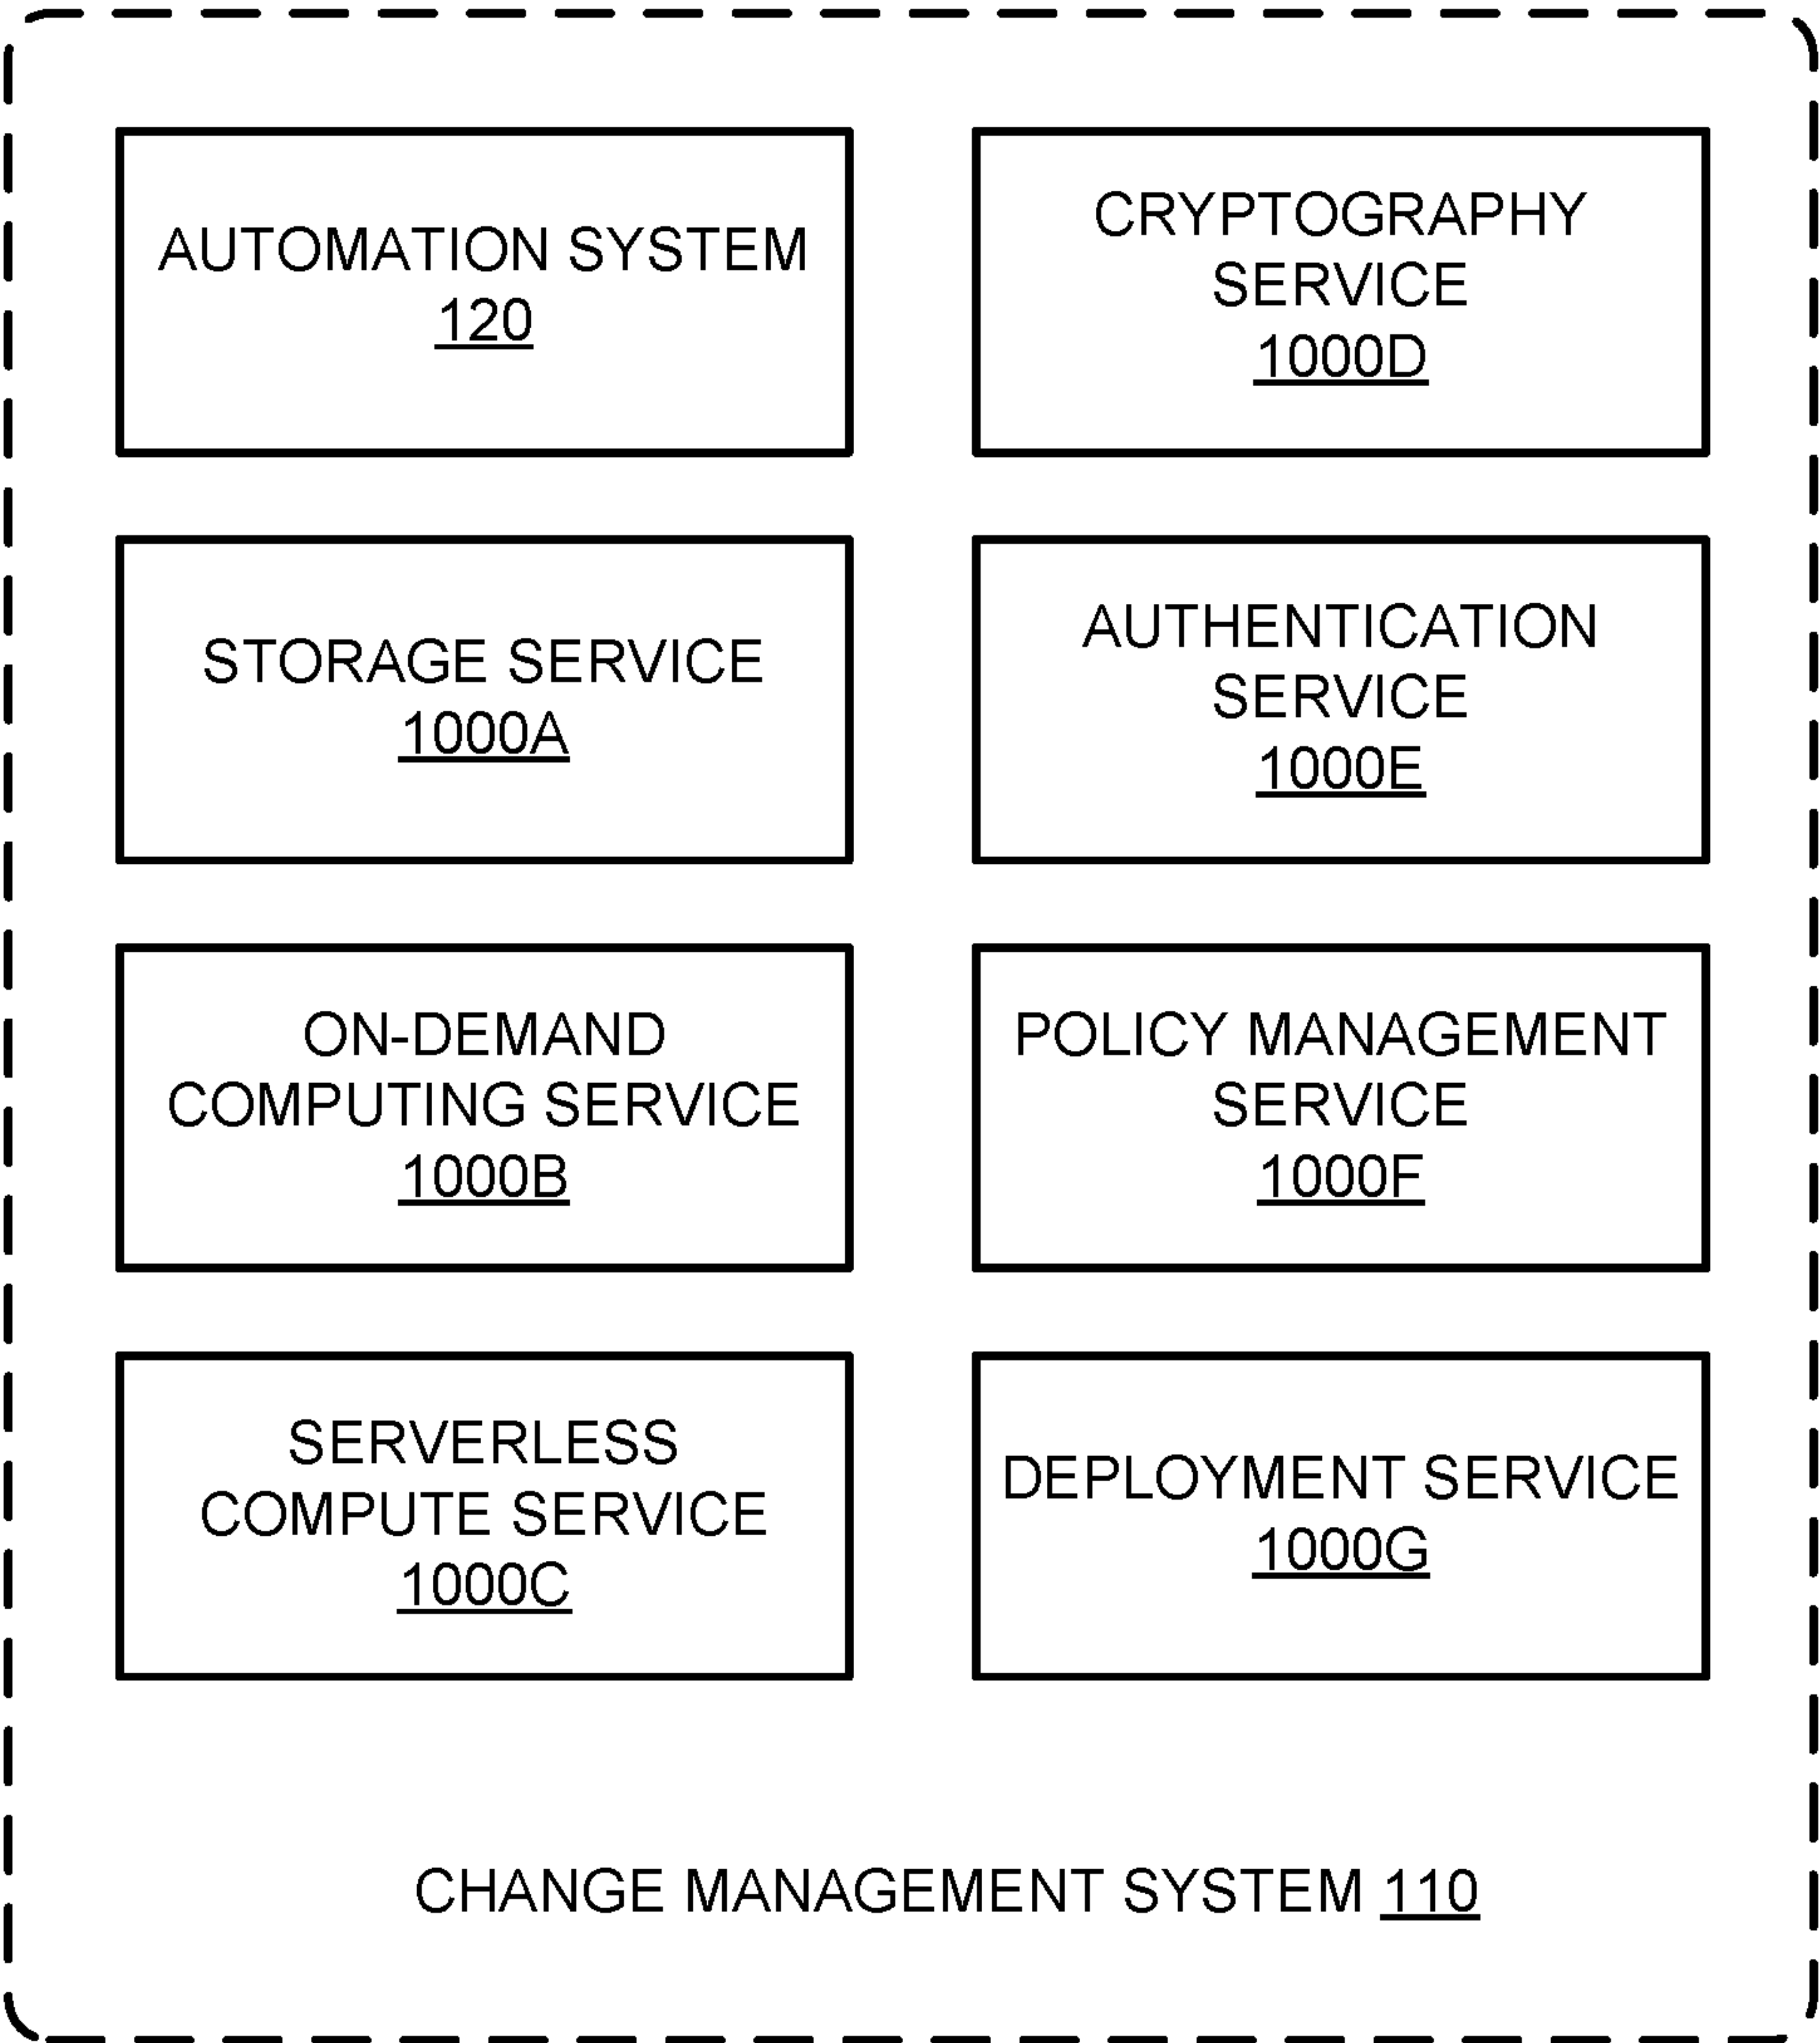 AUTOMATION SYSTEM
120
STORAGE SERVICE
1000A
ON-DEMAND
COMPUTING SERVICE
1000B
SERVERLESS
COMPUTE SERVICE
1000C
CRYPTOGRAPHY
SERVICE
1000D
AUTHENTICATION
SERVICE
1000E
POLICY MANAGEMENT
SERVICE
1000F
DEPLOYMENT SERVICE
1000G
CHANGE MANAGEMENT SYSTEM 110